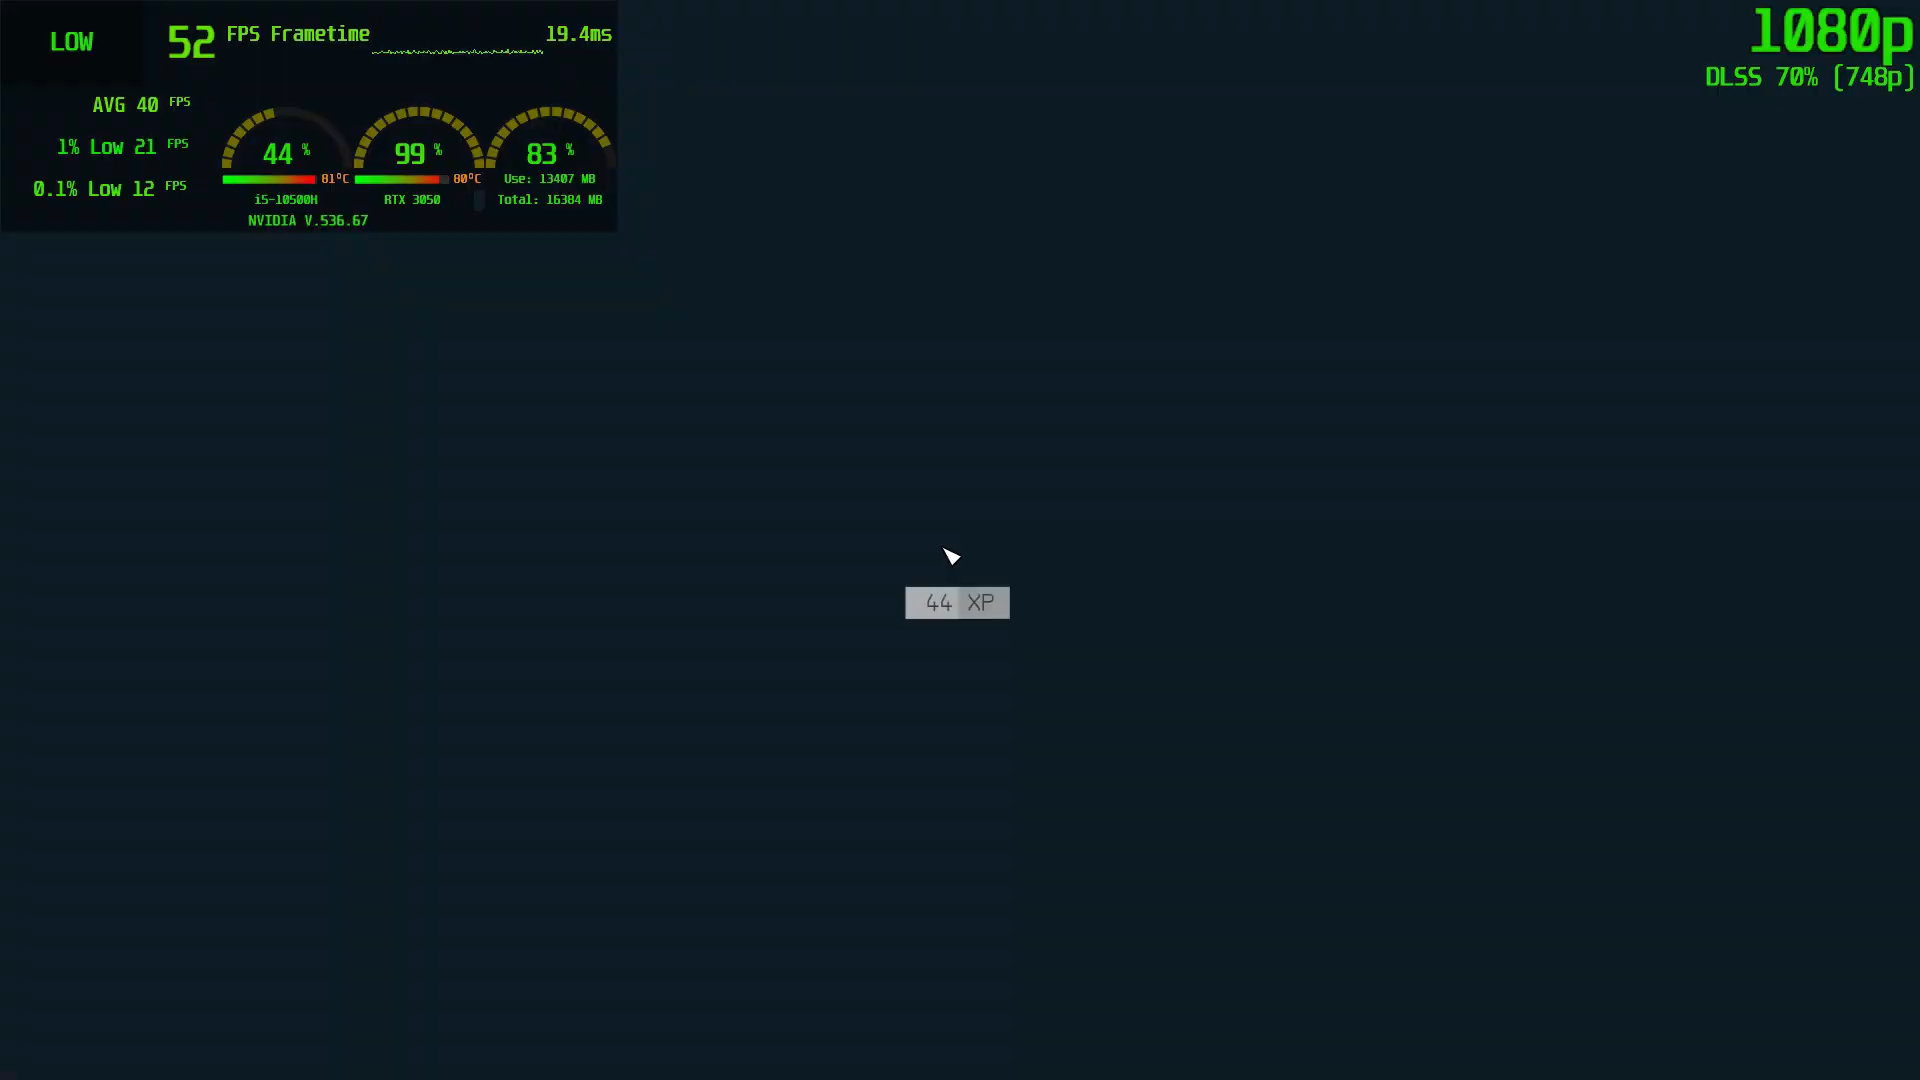 LOW
52 FPS Frametime 19.4ms
AVG 40 FPS
1% Low 21 FPS
0.1% Low 12 FPS
44 % 99 % 83 %
81°C 80°C Use: 13407 MB
i5-10500H RTX 3050 Total: 16384 MB
NVIDIA V.536.67
1080p
DLSS 70% (748p)
44 XP